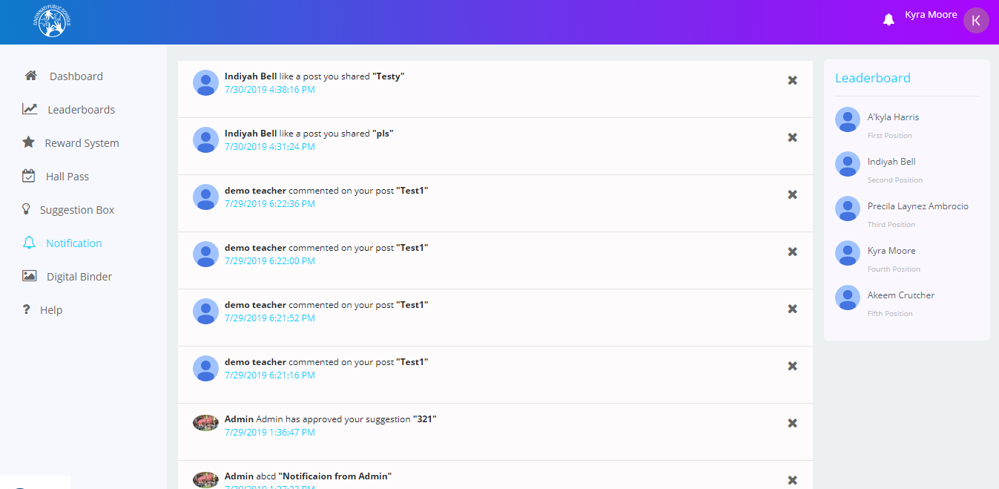 CINCINNATI PUBLIC SCHOOLS
Kyra Moore
K
Dashboard
Leaderboards
Reward System
Hall Pass
Suggestion Box
Notification
Digital Binder
Help
Indiyah Bell like a post you shared "Testy"
7/30/2019 4:38:16 PM
Indiyah Bell like a post you shared "pls"
7/30/2019 4:31:24 PM
demo teacher commented on your post "Test1"
7/29/2019 6:22:36 PM
demo teacher commented on your post "Test1"
7/29/2019 6:22:00 PM
demo teacher commented on your post "Test1"
7/29/2019 6:21:52 PM
demo teacher commented on your post "Test1"
7/29/2019 6:21:16 PM
Admin Admin has approved your suggestion "321"
7/29/2019 1:36:47 PM
Admin abcd "Notificaion from Admin"
Leaderboard
A'kyla Harris
First Position
Indiyah Bell
Second Position
Precila Laynez Ambrocio
Third Position
Kyra Moore
Fourth Position
Akeem Crutcher
Fifth Position